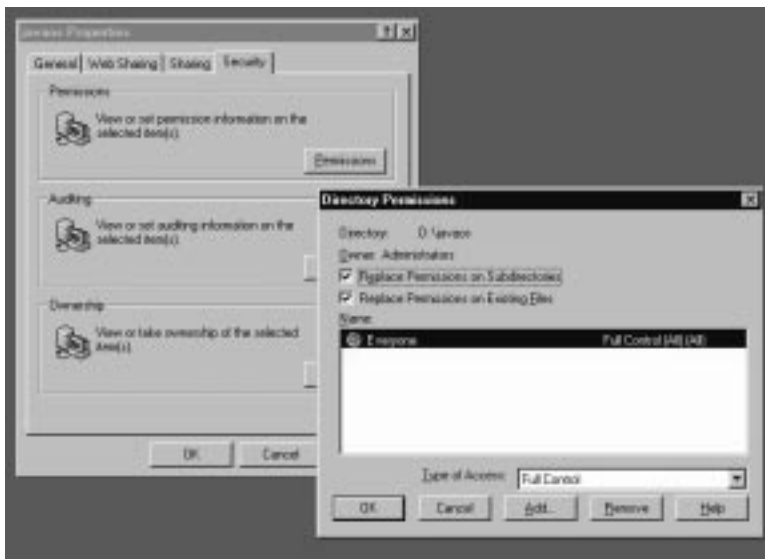 javaos Properties
General Web Sharing Sharing Security
Permissions
View or set permission information on the
selected item(s).
Permissions
Auditing
View or set auditing information on the
selected item(s).
Ownership
View or take ownership of the selected
item(s).
OK Cancel
Directory Permissions
Directory: D:\javaos
Owner: Administrators
Replace Permissions on Subdirectories
Replace Permissions on Existing Files
Name:
Everyone Full Control (All) (All)
Type of Access: Full Control
OK Cancel Add... Remove Help